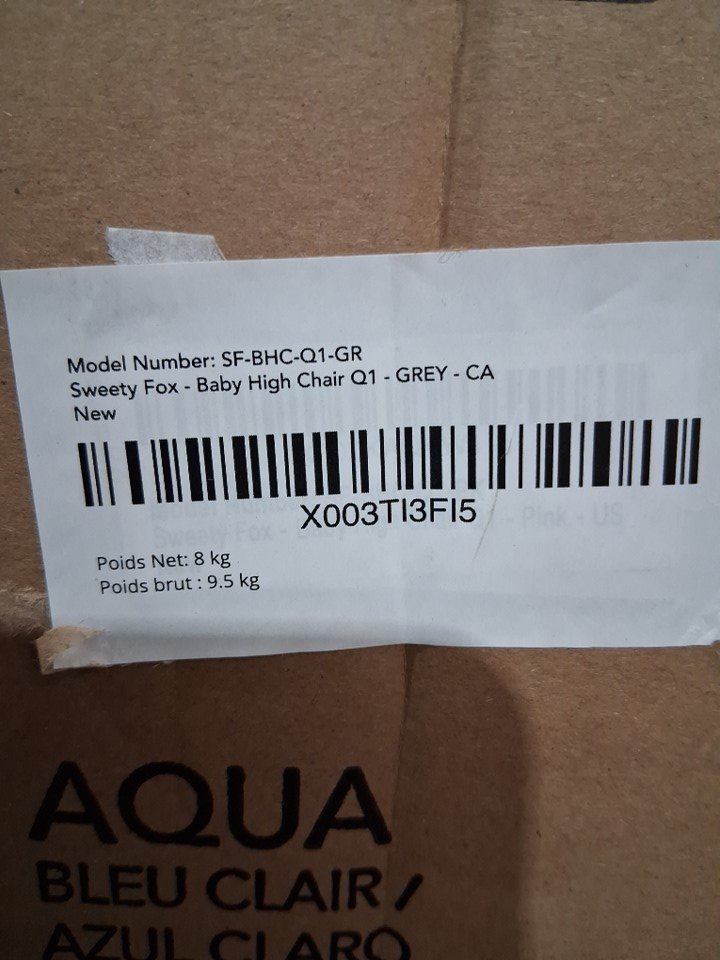 Model Number: SF-BHC-Q1-GR
Sweety Fox - Baby High Chair Q1 - GREY - CA
New
X003TI3FI5
Poids Net: 8 kg
Poids brut : 9.5 kg
AQUA
BLEU CLAIR /
AZUL CLARO